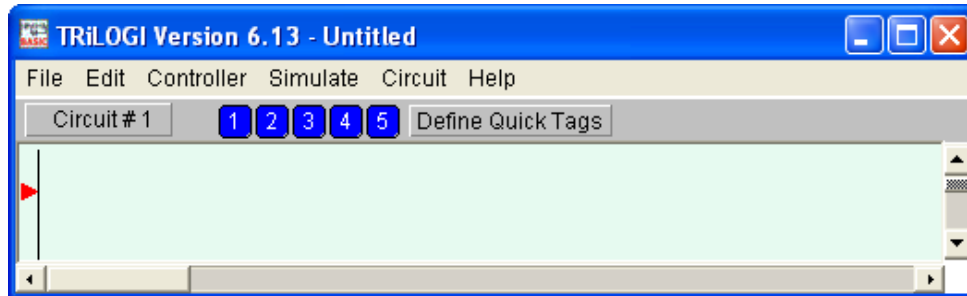 TRiLOGI Version 6.13 - Untitled
File Edit Controller Simulate Circuit Help
Circuit # 1 1 2 3 4 5 Define Quick Tags